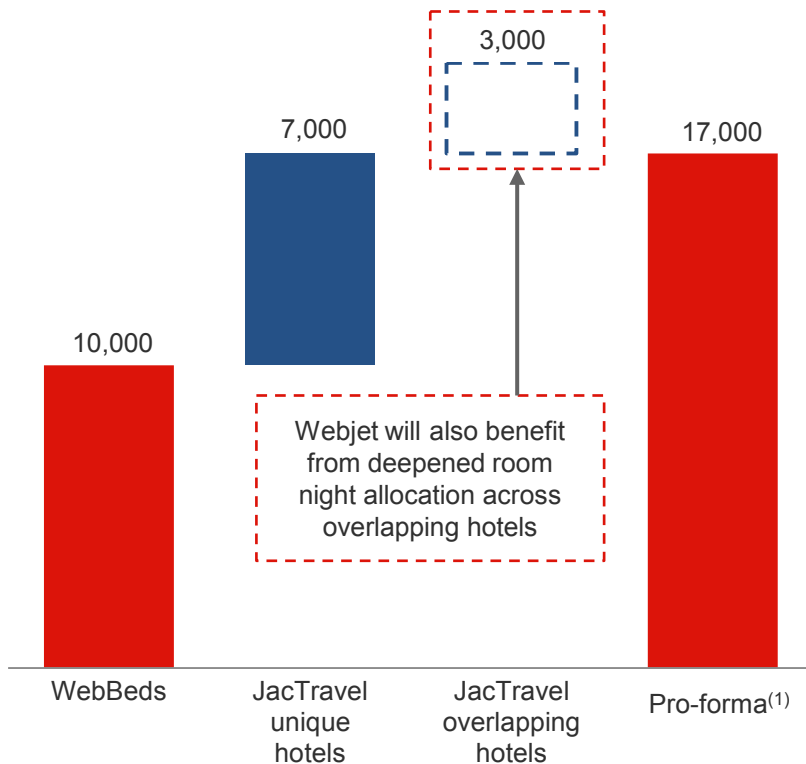 3,000
7,000
17,000
10,000
Webjet will also benefit
from deepened room
night allocation across
overlapping hotels
WebBeds
JacTravel
unique
hotels
JacTravel
overlapping
hotels
Pro-forma(1)